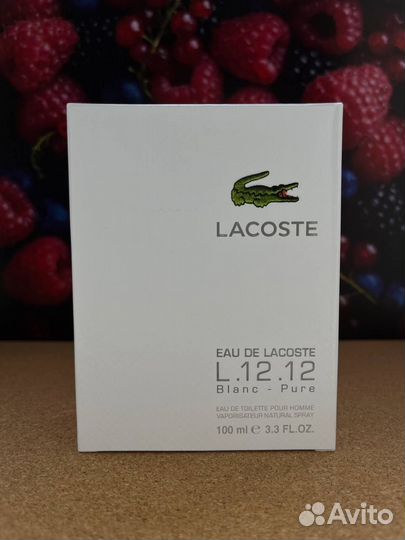 LACOSTE
EAU DE LACOSTE
L.12.12
Blanc - Pure
EAU DE TOILETTE POUR HOMME
VAPORISATEUR NATURAL SPRAY
100 ml ℮ 3.3 FL.OZ.
Avito